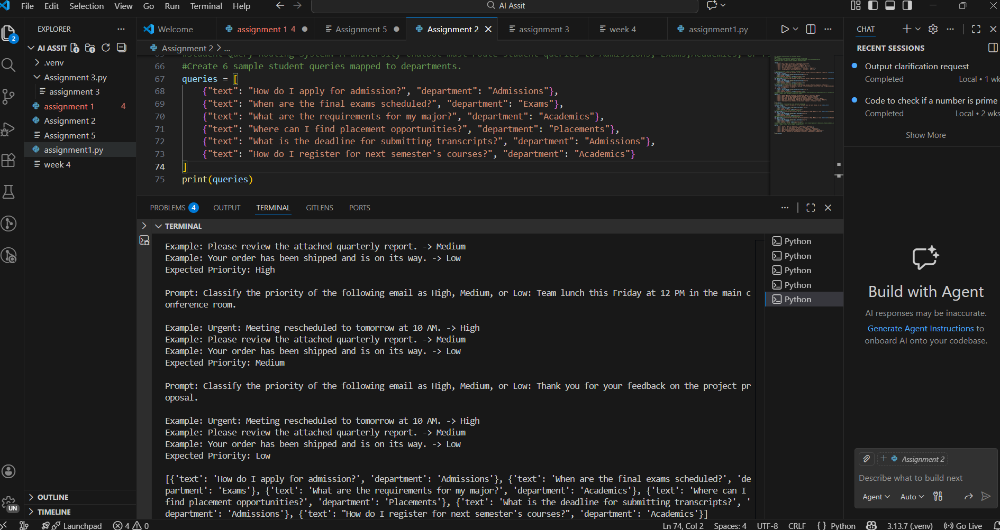 File Edit Selection View Go Run Terminal Help
AI Assit
EXPLORER
Welcome
assignment 1 4
Assignment 5
Assignment 2
assignment 3
week 4
assignment1.py
CHAT
2
AI ASSIT
.venv
Assignment 3.py
assignment 3
assignment 1 4
Assignment 2
Assignment 5
assignment1.py
week 4
OUTLINE
TIMELINE
UN
Assignment 2 > ...
66 #Create 6 sample student queries mapped to departments.
67 queries = [
68 {"text": "How do I apply for admission?", "department": "Admissions"},
69 {"text": "When are the final exams scheduled?", "department": "Exams"},
70 {"text": "What are the requirements for my major?", "department": "Academics"},
71 {"text": "Where can I find placement opportunities?", "department": "Placements"},
72 {"text": "What is the deadline for submitting transcripts?", "department": "Admissions"},
73 {"text": "How do I register for next semester's courses?", "department": "Academics"}
74 ]
75 print(queries)
PROBLEMS 4 OUTPUT TERMINAL GITLENS PORTS
TERMINAL
Example: Please review the attached quarterly report. -> Medium
Example: Your order has been shipped and is on its way. -> Low
Expected Priority: High
Prompt: Classify the priority of the following email as High, Medium, or Low: Team lunch this Friday at 12 PM in the main c
onference room.
Example: Urgent: Meeting rescheduled to tomorrow at 10 AM. -> High
Example: Please review the attached quarterly report. -> Medium
Example: Your order has been shipped and is on its way. -> Low
Expected Priority: Medium
Prompt: Classify the priority of the following email as High, Medium, or Low: Thank you for your feedback on the project pr
oposal.
Example: Urgent: Meeting rescheduled to tomorrow at 10 AM. -> High
Example: Please review the attached quarterly report. -> Medium
Example: Your order has been shipped and is on its way. -> Low
Expected Priority: Low
[{'text': 'How do I apply for admission?', 'department': 'Admissions'}, {'text': 'When are the final exams scheduled?', 'de
partment': 'Exams'}, {'text': 'What are the requirements for my major?', 'department': 'Academics'}, {'text': 'Where can I
find placement opportunities?', 'department': 'Placements'}, {'text': 'What is the deadline for submitting transcripts?', '
department': 'Admissions'}, {'text': "How do I register for next semester's courses?", 'department': 'Academics'}]
Python
Python
Python
Python
Python
RECENT SESSIONS
Output clarification request
Completed Local • 1 wk
Code to check if a number is prime
Completed Local • 2 wks
Show More
Build with Agent
AI responses may be inaccurate.
Generate Agent Instructions to
onboard AI onto your codebase.
Assignment 2
Describe what to build next
Agent Auto
Launchpad 4 0 Ln 74, Col 2 Spaces: 4 UTF-8 CRLF { } Python 3.13.7 (.venv) Go Live